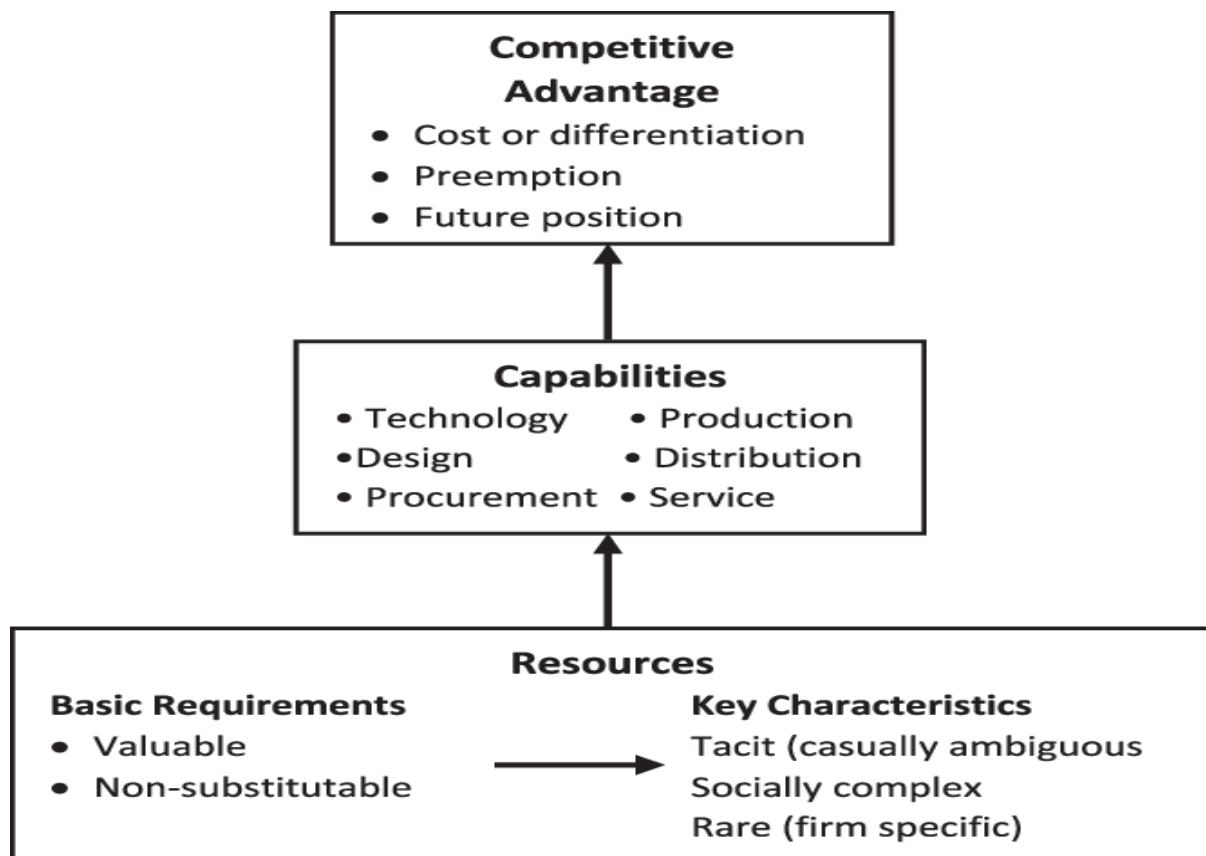 Competitive
Advantage
• Cost or differentiation
• Preemption
• Future position
Capabilities
• Technology • Production
•Design • Distribution
• Procurement • Service
Resources
Basic Requirements Key Characteristics
• Valuable Tacit (casually ambiguous
• Non-substitutable Socially complex
Rare (firm specific)